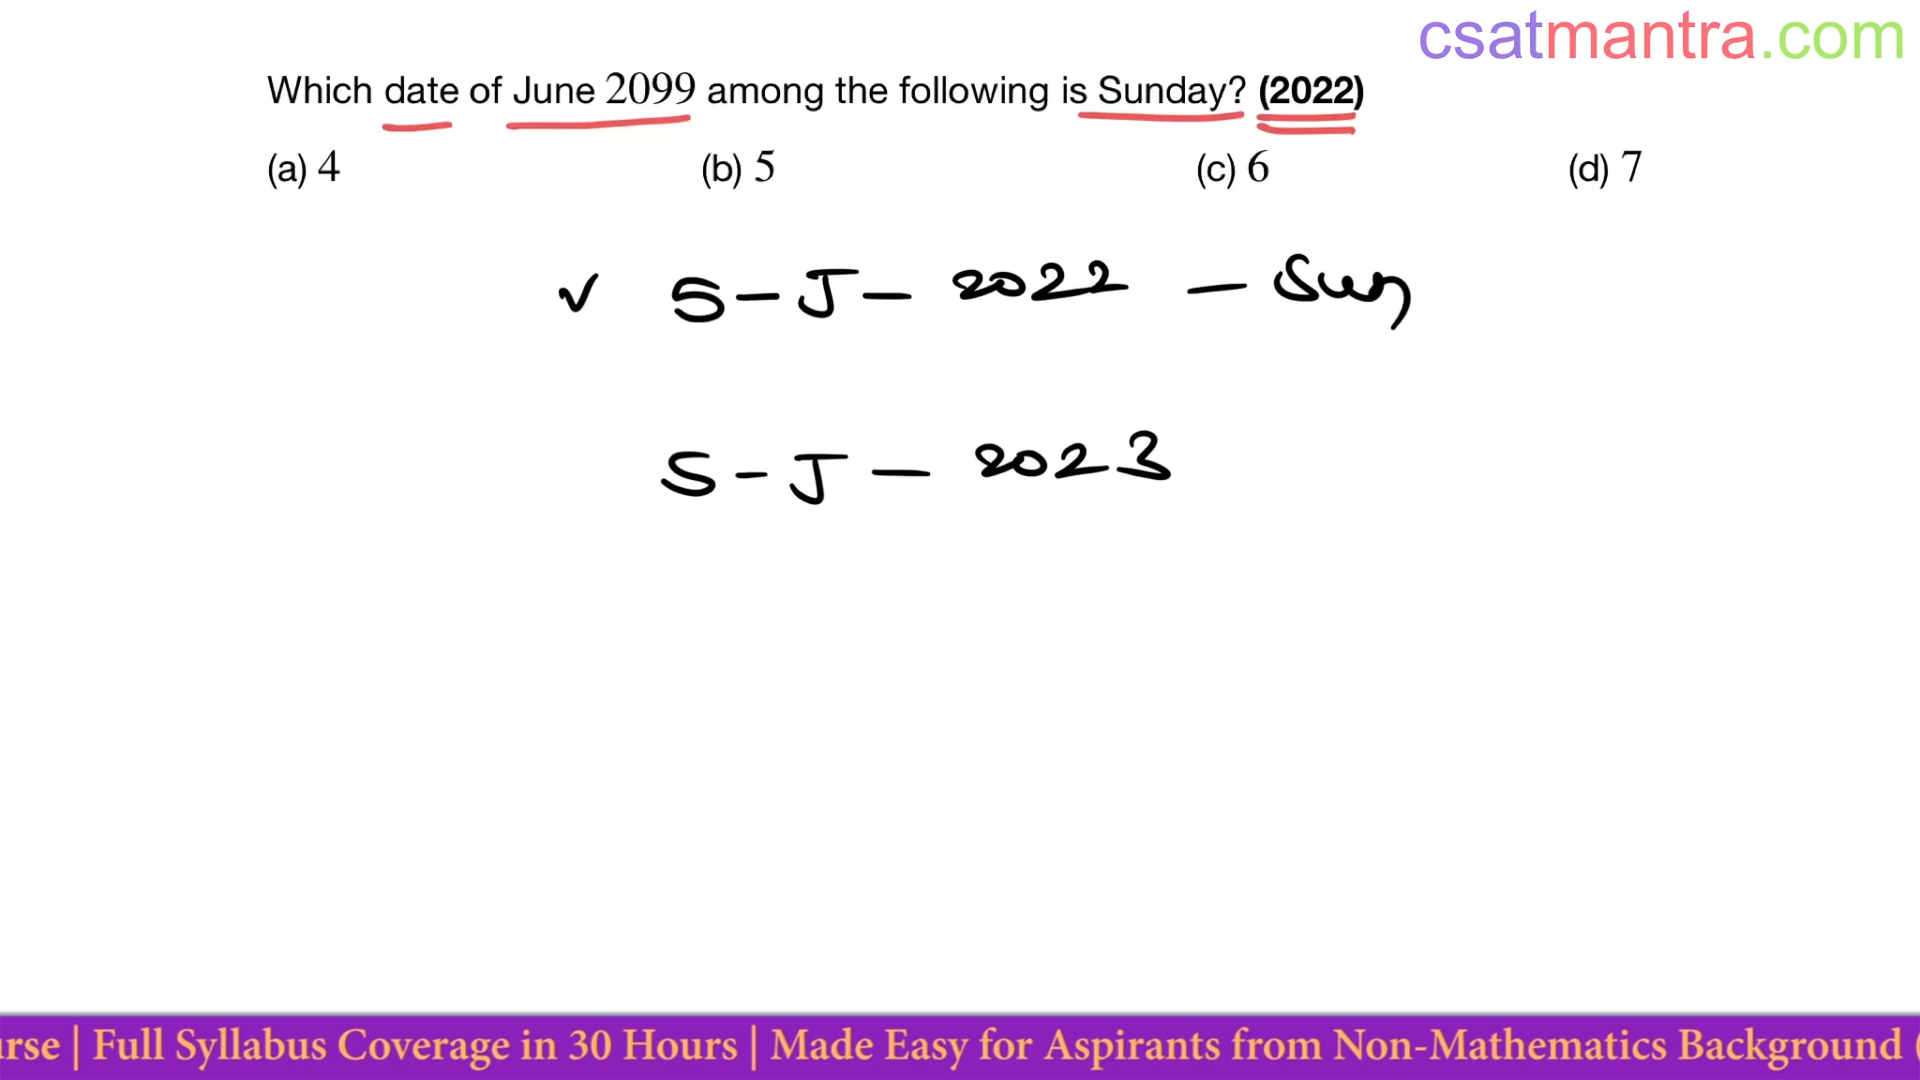 csatmantra.com
Which date of June 2099 among the following is Sunday? (2022)
(a) 4 (b) 5 (c) 6 (d) 7
✓ 5 - J - 2022 - Sun
5 - J - 2023
urse | Full Syllabus Coverage in 30 Hours | Made Easy for Aspirants from Non-Mathematics Background (